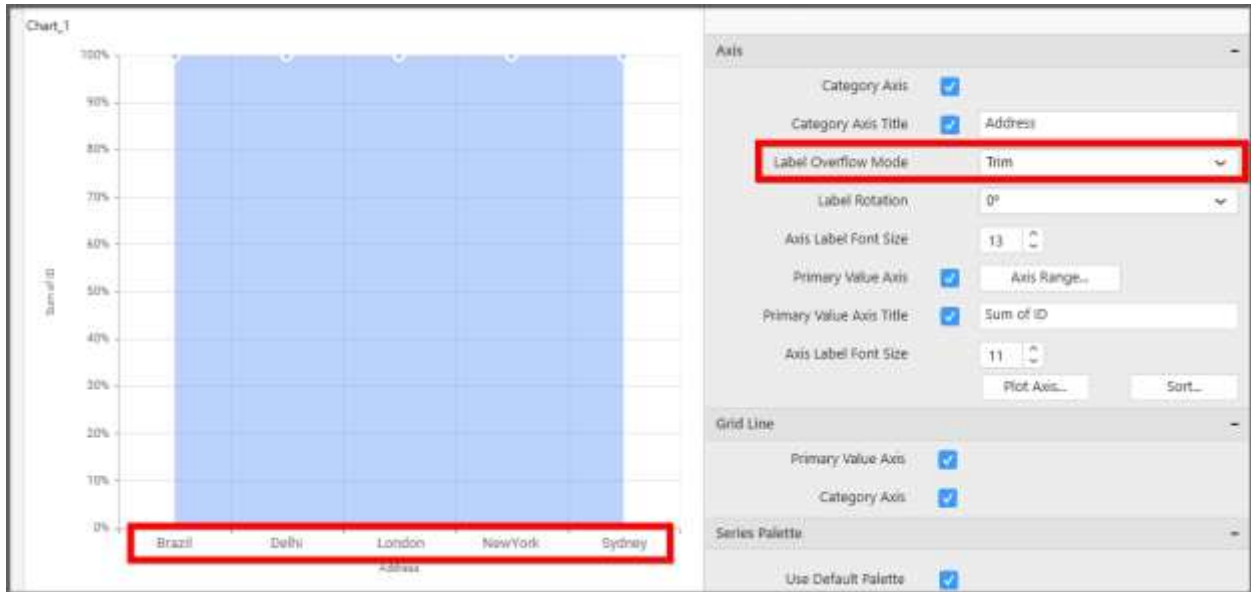 Chart_1
100%
90%
80%
70%
60%
50%
40%
30%
20%
10%
0%
Sum of ID
Brazil Delhi London NewYork Sydney
Address
Axis
Category Axis
Category Axis Title Address
Label Overflow Mode Trim
Label Rotation 0°
Axis Label Font Size 13
Primary Value Axis Axis Range...
Primary Value Axis Title Sum of ID
Axis Label Font Size 11
Plot Axis... Sort...
Grid Line
Primary Value Axis
Category Axis
Series Palette
Use Default Palette